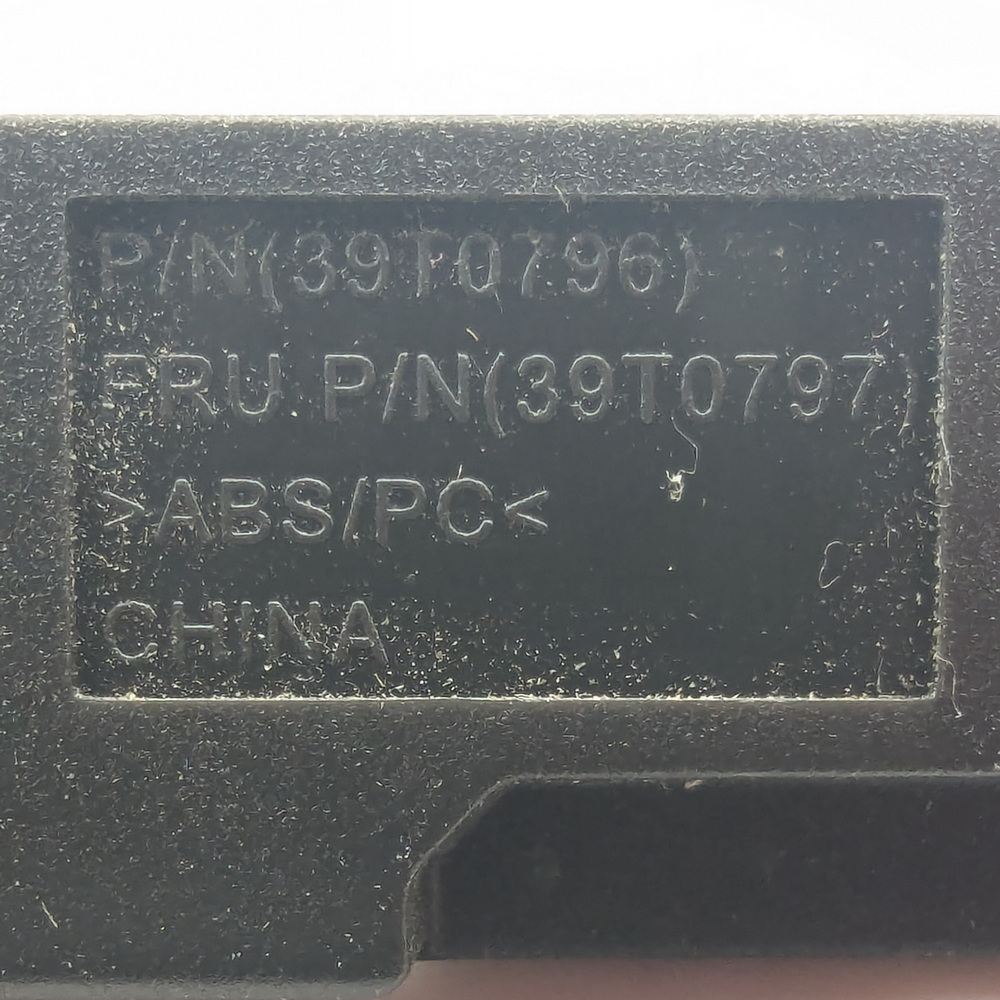 P/N(39T0796)
FRU P/N(39T0797)
>ABS/PC<
CHINA